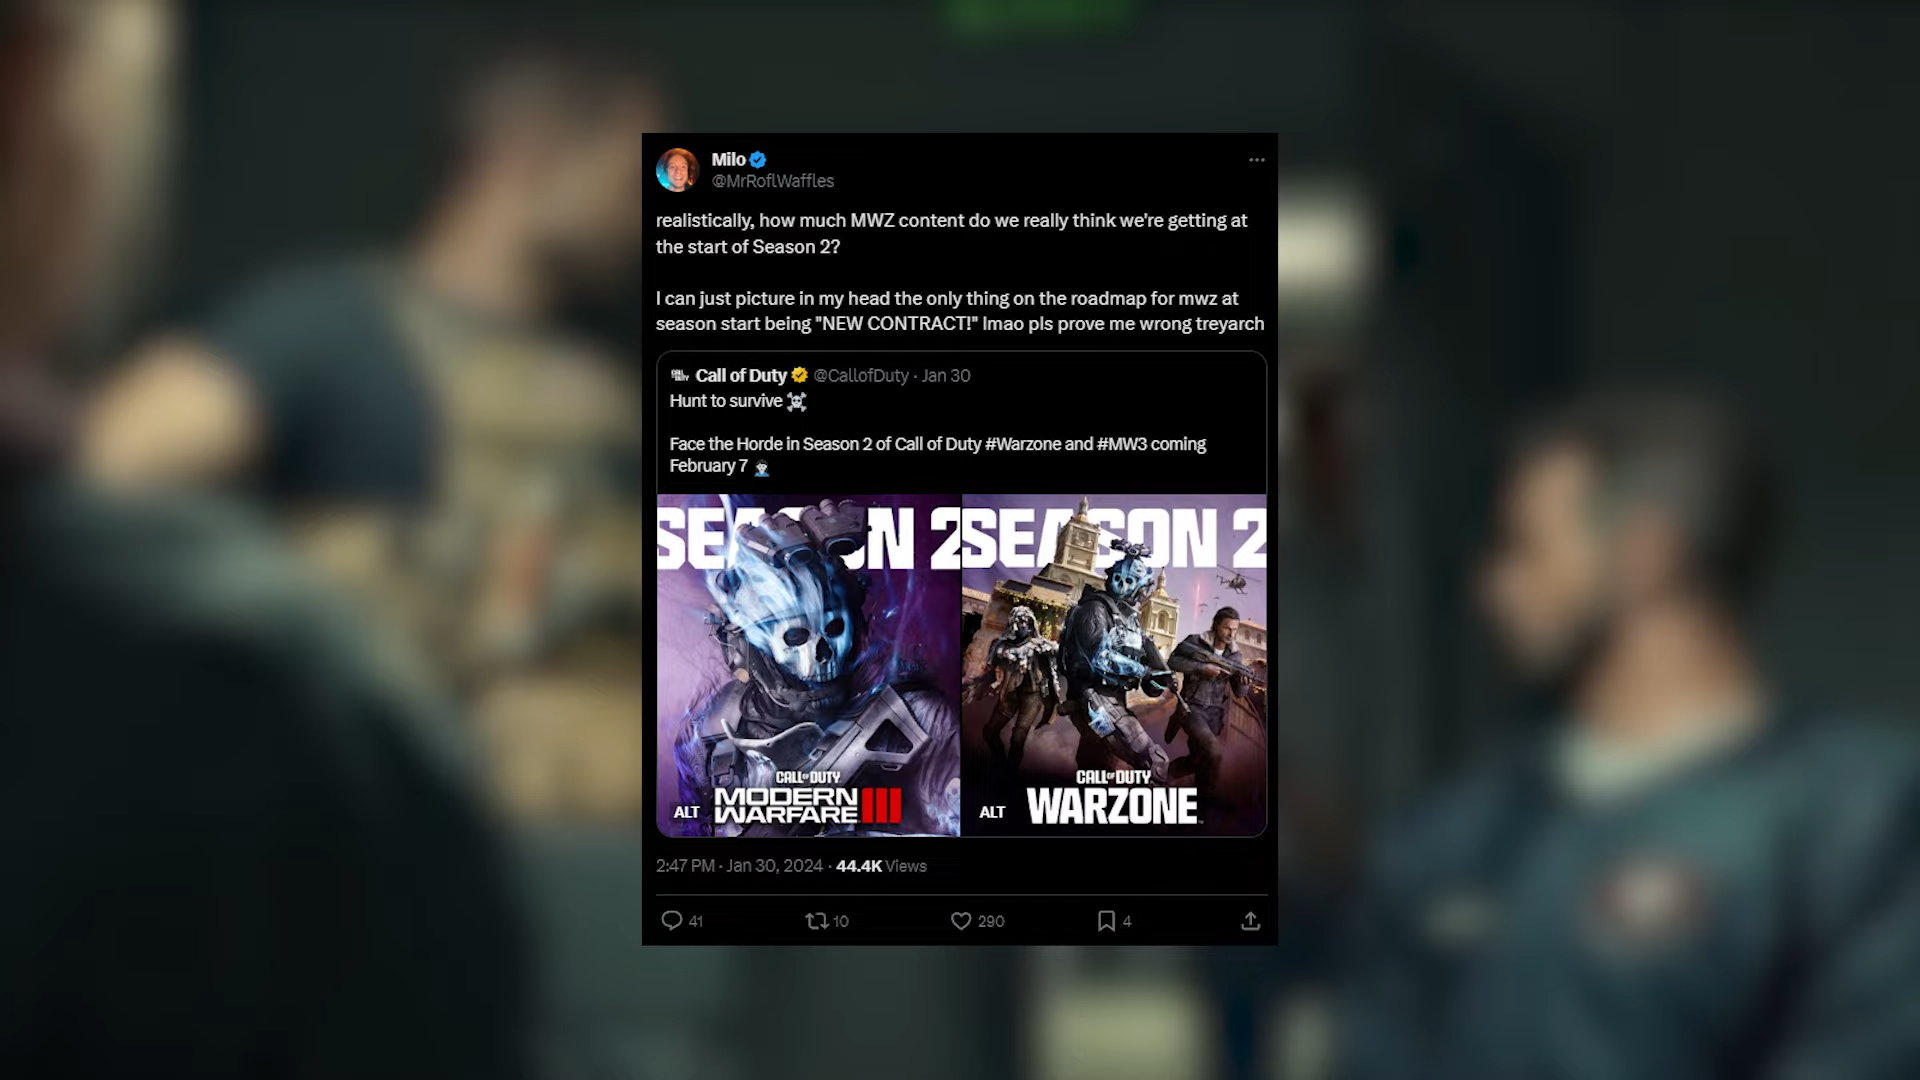 Milo
@MrRoflWaffles
realistically, how much MWZ content do we really think we're getting at
the start of Season 2?
I can just picture in my head the only thing on the roadmap for mwz at
season start being "NEW CONTRACT!" lmao pls prove me wrong treyarch
CALL OF DUTY Call of Duty @CallofDuty · Jan 30
Hunt to survive ☠️
Face the Horde in Season 2 of Call of Duty #Warzone and #MW3 coming
February 7 🧛🏻‍♂️
SEASON 2
CALL OF DUTY
MODERN
WARFARE III
ALT
SEASON 2
CALL OF DUTY
WARZONE
ALT
2:47 PM · Jan 30, 2024 · 44.4K Views
41 10 290 4